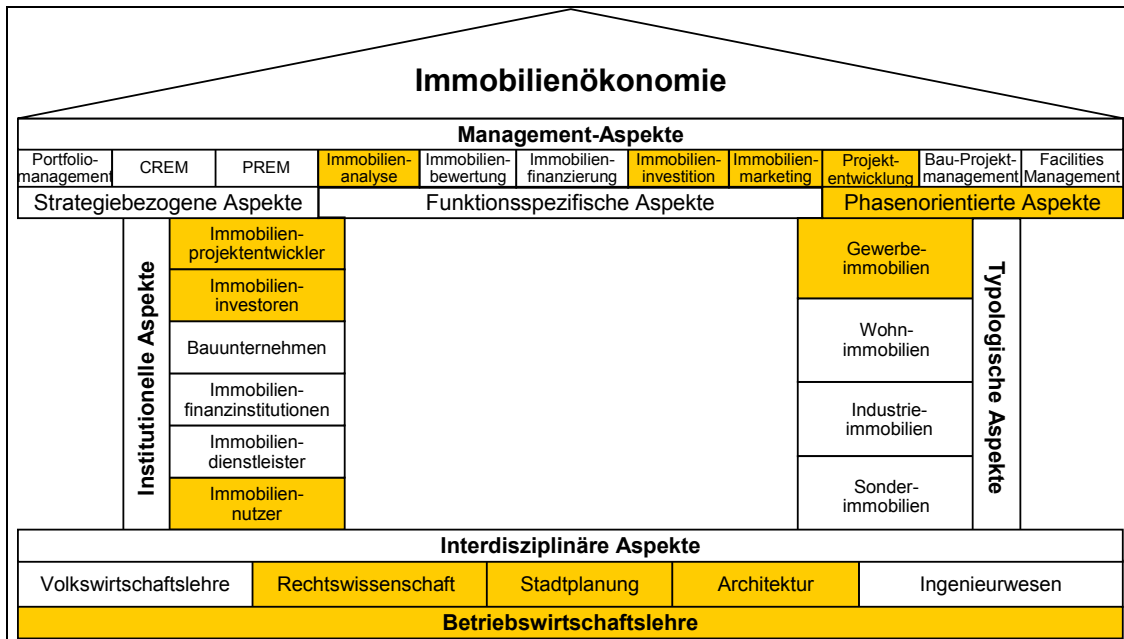 Immobilienökonomie
Management-Aspekte
Portfolio-
management
CREM
PREM
Immobilien-
analyse
Immobilien-
bewertung
Immobilien-
finanzierung
Immobilien-
investition
Immobilien-
marketing
Projekt-
entwicklung
Bau-Projekt-
management
Facilities
Management
Strategiebezogene Aspekte
Funktionsspezifische Aspekte
Phasenorientierte Aspekte
Institutionelle Aspekte
Immobilien-
projektentwickler
Immobilien-
investoren
Bauunternehmen
Immobilien-
finanzinstitutionen
Immobilien-
dienstleister
Immobilien-
nutzer
Gewerbe-
immobilien
Wohn-
immobilien
Industrie-
immobilien
Sonder-
immobilien
Typologische Aspekte
Interdisziplinäre Aspekte
Volkswirtschaftslehre
Rechtswissenschaft
Stadtplanung
Architektur
Ingenieurwesen
Betriebswirtschaftslehre